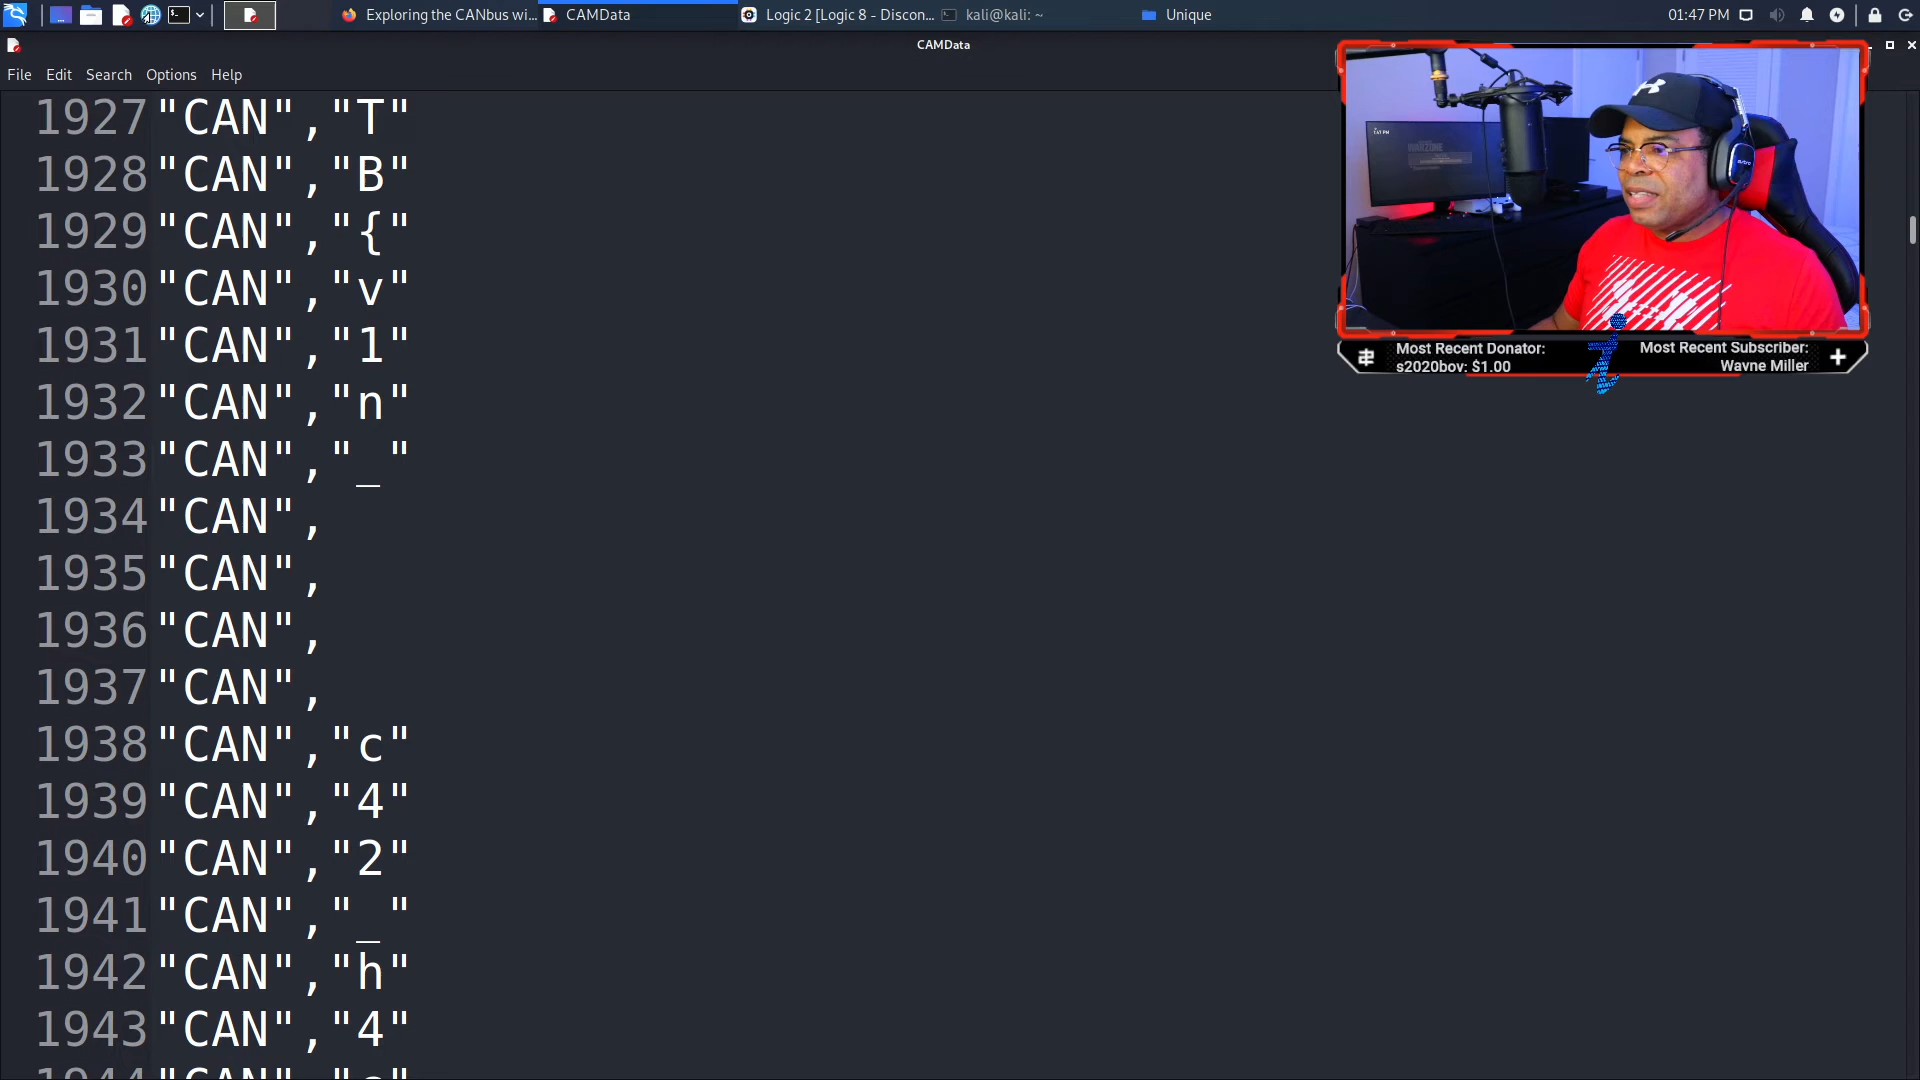 Exploring the CANbus wi...
CAMData
Logic 2 [Logic 8 - Discon...
kali@kali: ~
Unique
01:47 PM
CAMData
File Edit Search Options Help
1927 "CAN","T"
1928 "CAN","B"
1929 "CAN","{"
1930 "CAN","v"
1931 "CAN","1"
1932 "CAN","n"
1933 "CAN","_"
1934 "CAN",
1935 "CAN",
1936 "CAN",
1937 "CAN",
1938 "CAN","c"
1939 "CAN","4"
1940 "CAN","2"
1941 "CAN","_"
1942 "CAN","h"
1943 "CAN","4"
WARZONE
Most Recent Donator:
s2020bov: $1.00
Most Recent Subscriber:
Wayne Miller